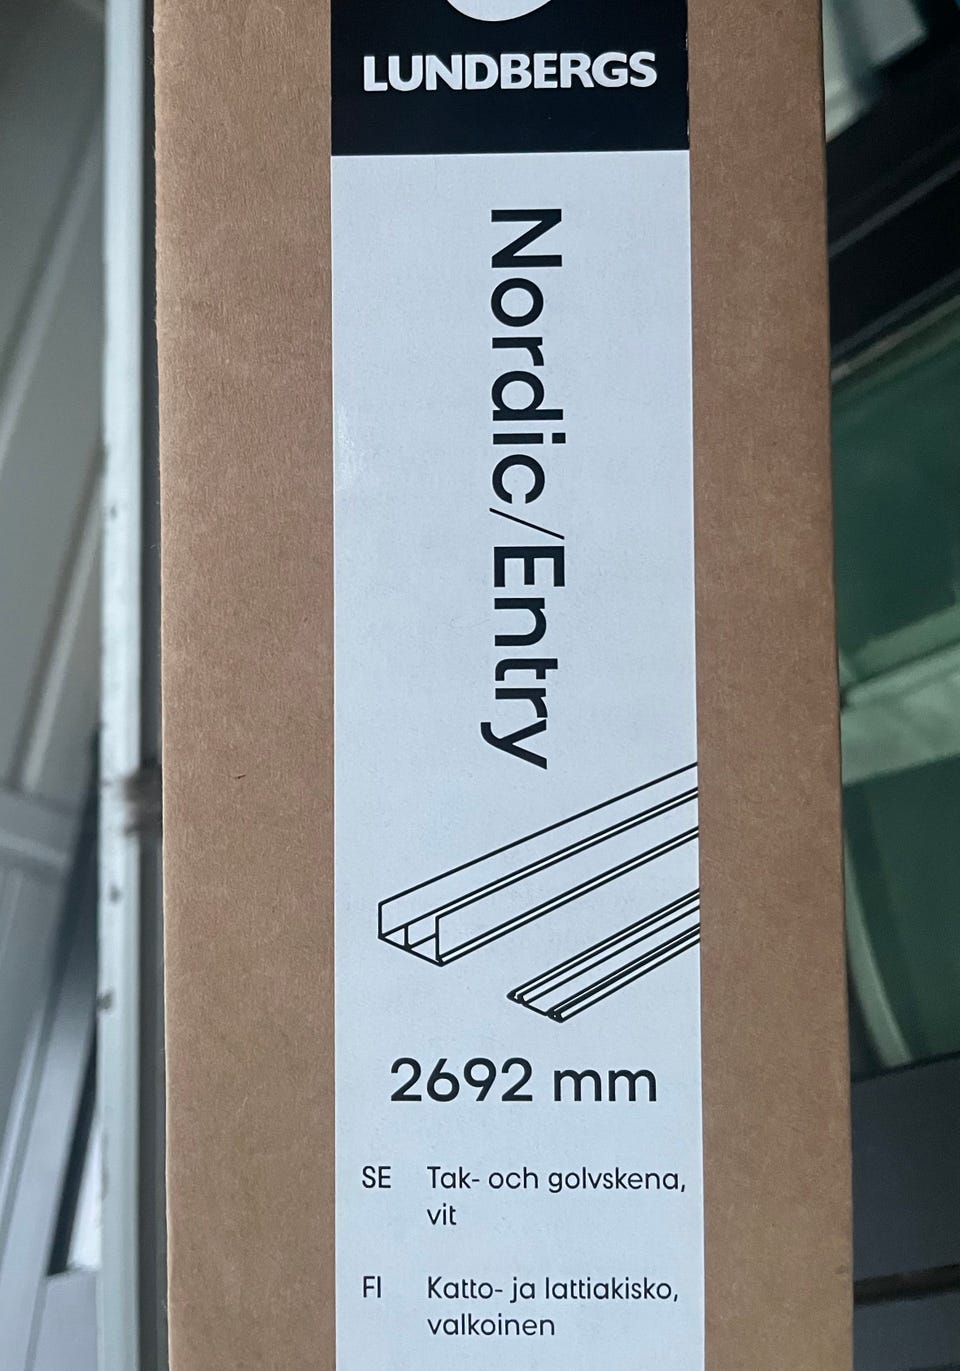 LUNDBERGS
Nordic/Entry
2692 mm
SE Tak- och golvskena,
vit
FI Katto- ja lattiakisko,
valkoinen